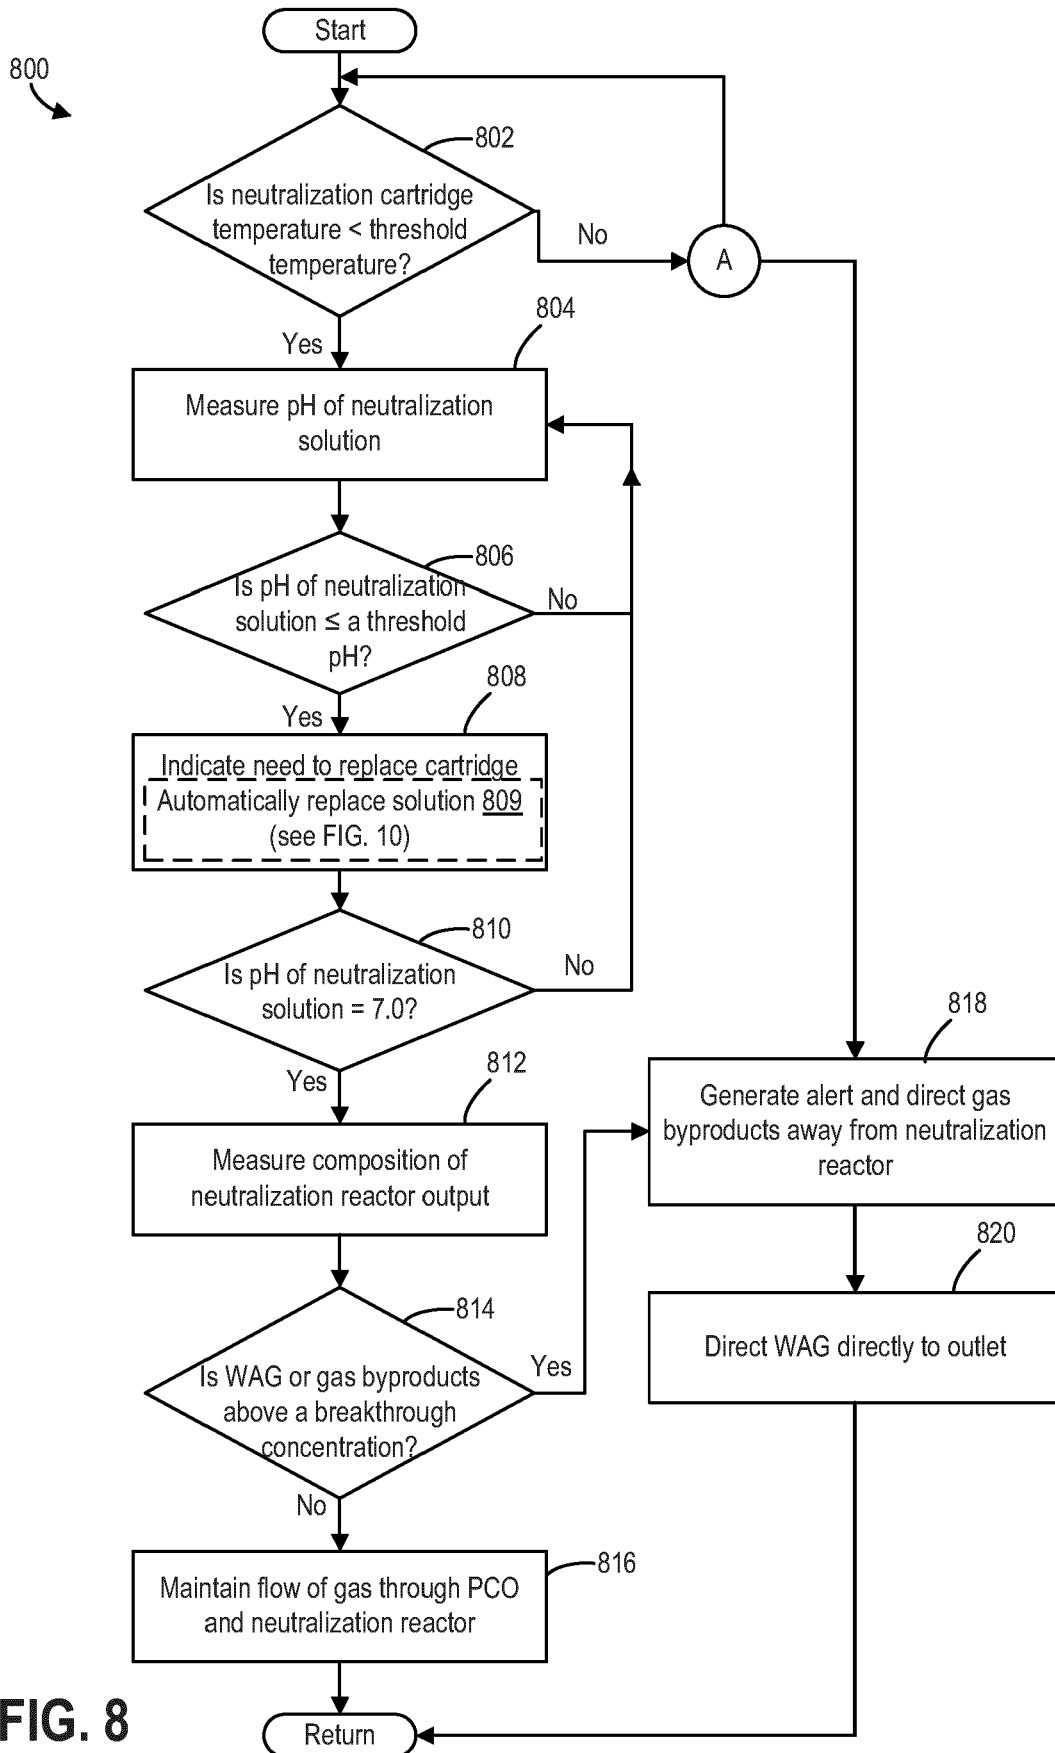 Start
800
802
Is neutralization cartridge
temperature < threshold
temperature?
No
A
Yes
804
Measure pH of neutralization
solution
806
Is pH of neutralization
solution ≤ a threshold
pH?
No
Yes
808
Indicate need to replace cartridge
Automatically replace solution 809
(see FIG. 10)
810
Is pH of neutralization
solution = 7.0?
No
Yes
812
Measure composition of
neutralization reactor output
814
Is WAG or gas byproducts
above a breakthrough
concentration?
Yes
No
816
Maintain flow of gas through PCO
and neutralization reactor
818
Generate alert and direct gas
byproducts away from neutralization
reactor
820
Direct WAG directly to outlet
Return
FIG. 8